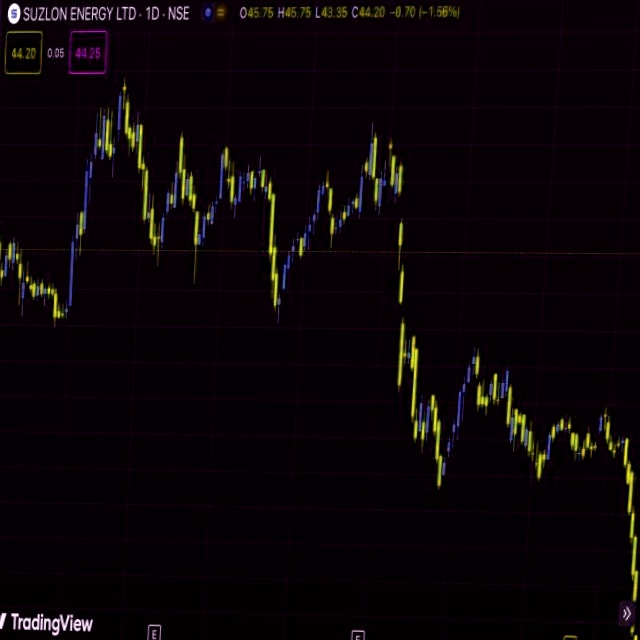 SUZLON ENERGY LTD · 1D · NSE
O45.75 H45.75 L43.35 C44.20 −0.70 (−1.56%)
44.20 0.05 44.25
TradingView
E
E